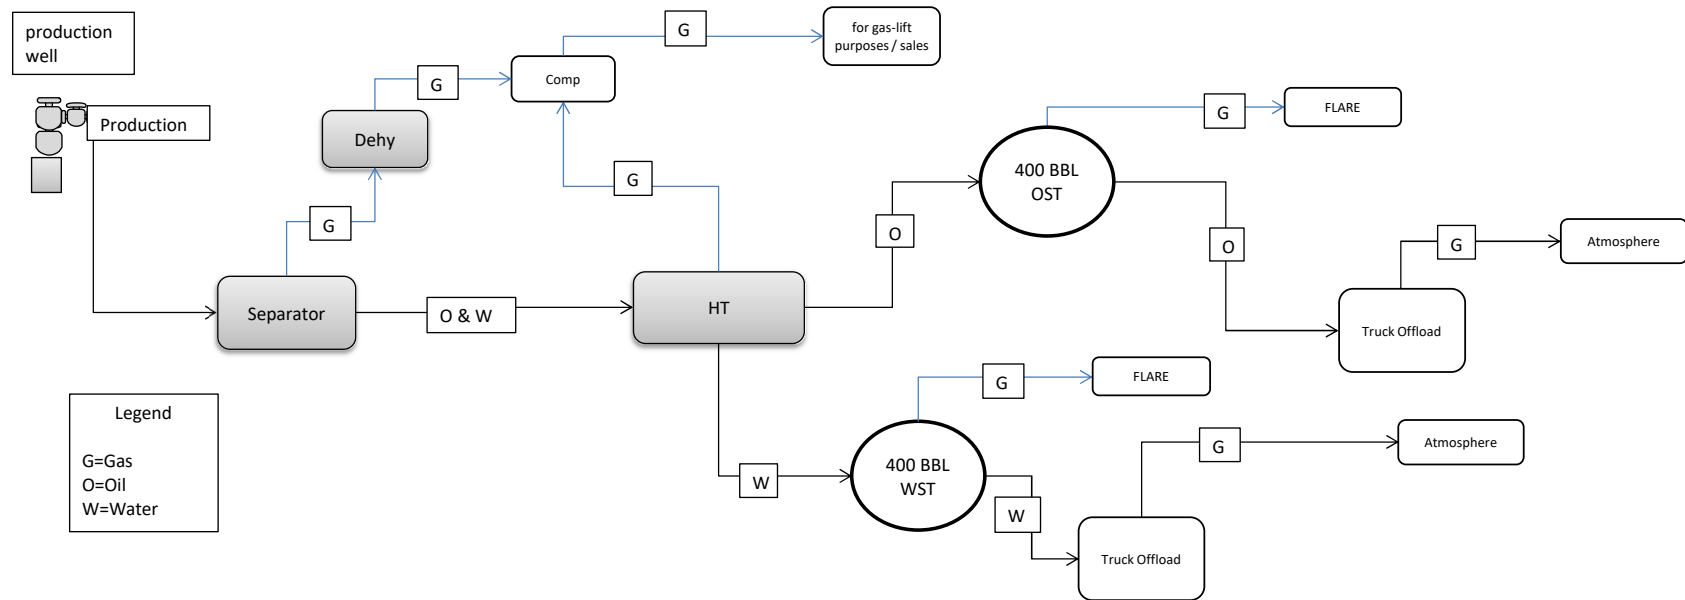 production
well
Production
G
for gas-lift
purposes / sales
G
Comp
Dehy
G
G
G
FLARE
400 BBL
OST
O
O
G
Atmosphere
Separator
O & W
HT
Truck Offload
G
FLARE
Legend
G=Gas
O=Oil
W=Water
G
Atmosphere
W
400 BBL
WST
W
Truck Offload